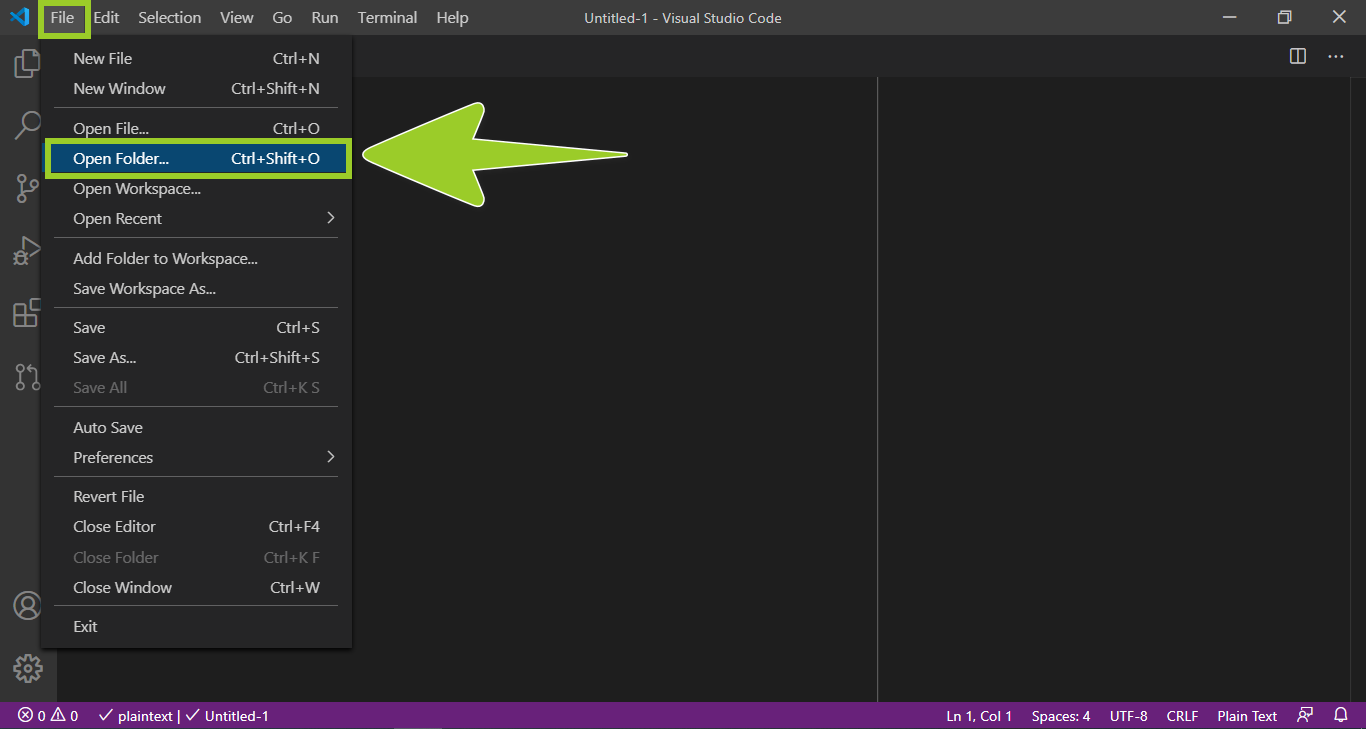 File Edit Selection View Go Run Terminal Help Untitled-1 - Visual Studio Code
New File Ctrl+N
New Window Ctrl+Shift+N
Open File... Ctrl+O
Open Folder... Ctrl+Shift+O
Open Workspace...
Open Recent
Add Folder to Workspace...
Save Workspace As...
Save Ctrl+S
Save As... Ctrl+Shift+S
Save All Ctrl+K S
Auto Save
Preferences
Revert File
Close Editor Ctrl+F4
Close Folder Ctrl+K F
Close Window Ctrl+W
Exit
0 0 plaintext | Untitled-1 Ln 1, Col 1 Spaces: 4 UTF-8 CRLF Plain Text